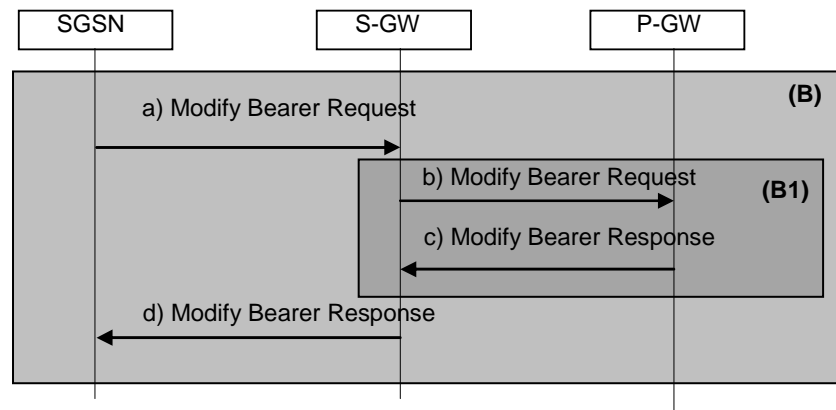 SGSN S-GW P-GW
(B)
a) Modify Bearer Request
b) Modify Bearer Request
(B1)
c) Modify Bearer Response
d) Modify Bearer Response